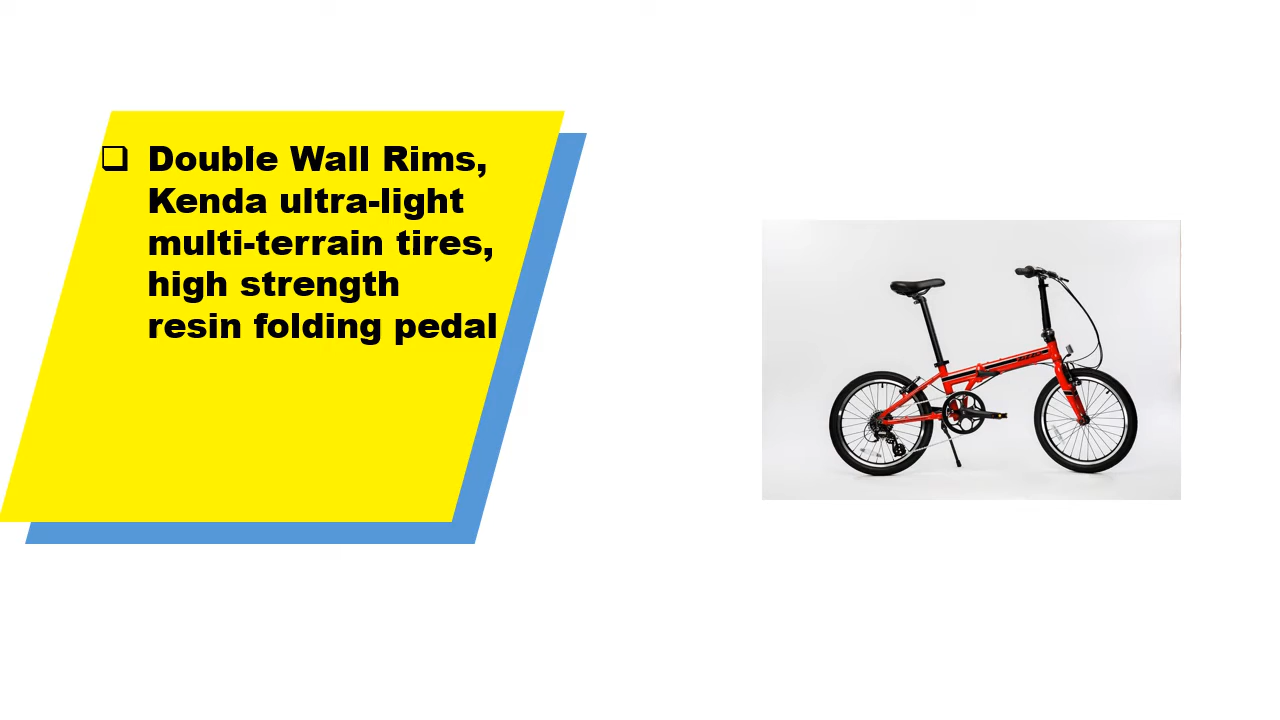 ❑ Double Wall Rims,
Kenda ultra-light
multi-terrain tires,
high strength
resin folding pedal